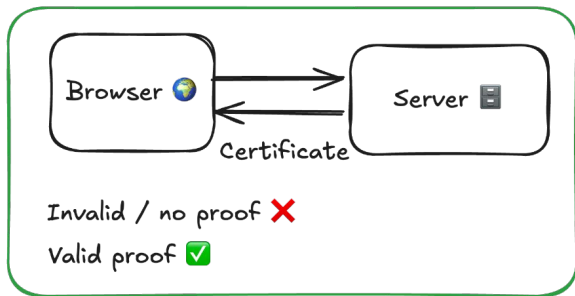 Browser 🌍
Server 🗄️
Certificate
Invalid / no proof ❌
Valid proof ✅